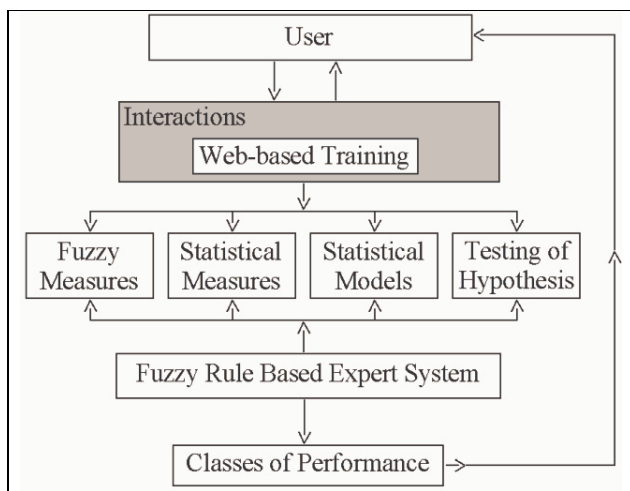 User
Interactions
Web-based Training
Fuzzy
Measures
Statistical
Measures
Statistical
Models
Testing of
Hypothesis
Fuzzy Rule Based Expert System
Classes of Performance